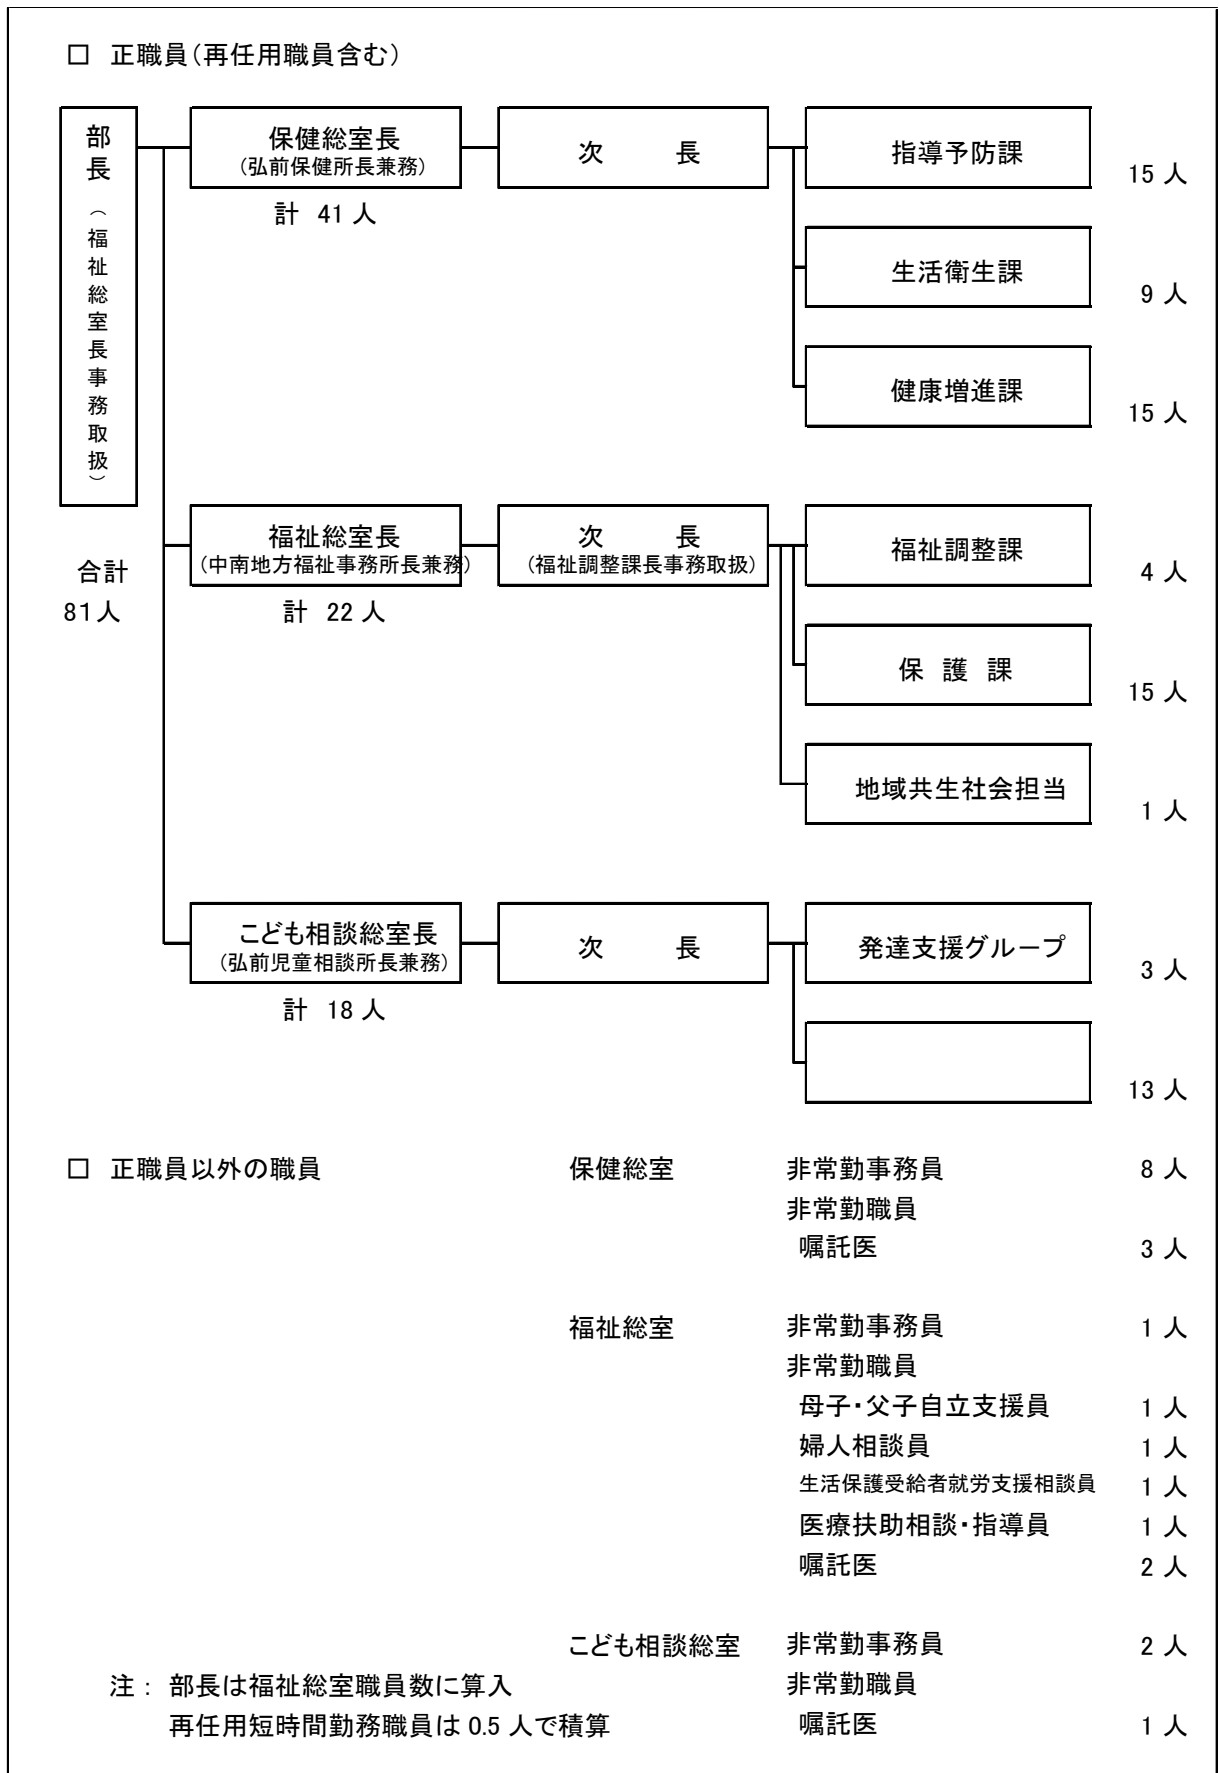 □ 正職員（再任用職員含む）
部長（福祉総室長事務取扱）
合計
81人
保健総室長
（弘前保健所長兼務）
計 41 人
次 長
指導予防課
15 人
生活衛生課
9 人
健康増進課
15 人
福祉総室長
（中南地方福祉事務所長兼務）
計 22 人
次 長
（福祉調整課長事務取扱）
福祉調整課
4 人
保 護 課
15 人
地域共生社会担当
1 人
こども相談総室長
（弘前児童相談所長兼務）
計 18 人
次 長
発達支援グループ
3 人
13 人
□ 正職員以外の職員 保健総室 非常勤事務員 8 人
非常勤職員
嘱託医 3 人
福祉総室 非常勤事務員 1 人
非常勤職員
母子・父子自立支援員 1 人
婦人相談員 1 人
生活保護受給者就労支援相談員 1 人
医療扶助相談・指導員 1 人
嘱託医 2 人
こども相談総室 非常勤事務員 2 人
注： 部長は福祉総室職員数に算入 非常勤職員
再任用短時間勤務職員は 0.5 人で積算 嘱託医 1 人